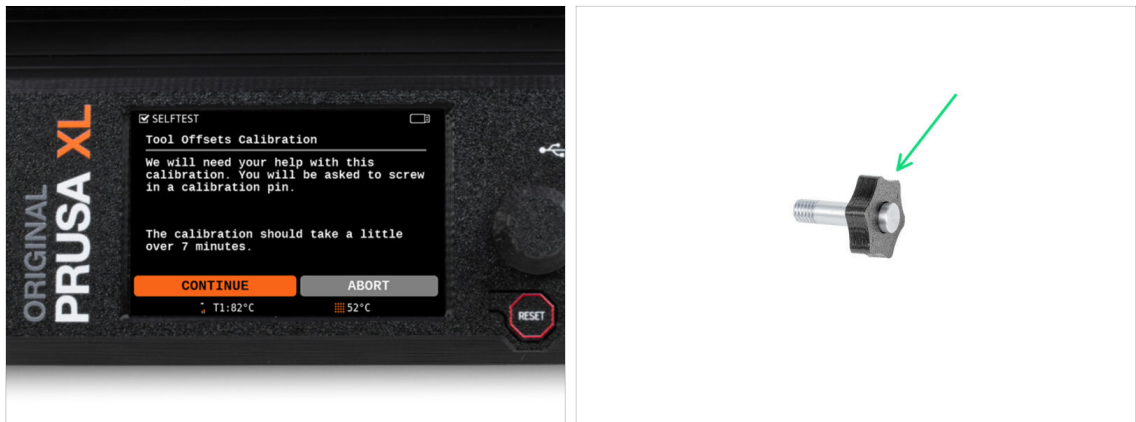 ORIGINAL
PRUSA XL
SELFTEST
Tool Offsets Calibration
We will need your help with this
calibration. You will be asked to screw
in a calibration pin.
The calibration should take a little
over 7 minutes.
CONTINUE
ABORT
T1:82°C
52°C
RESET